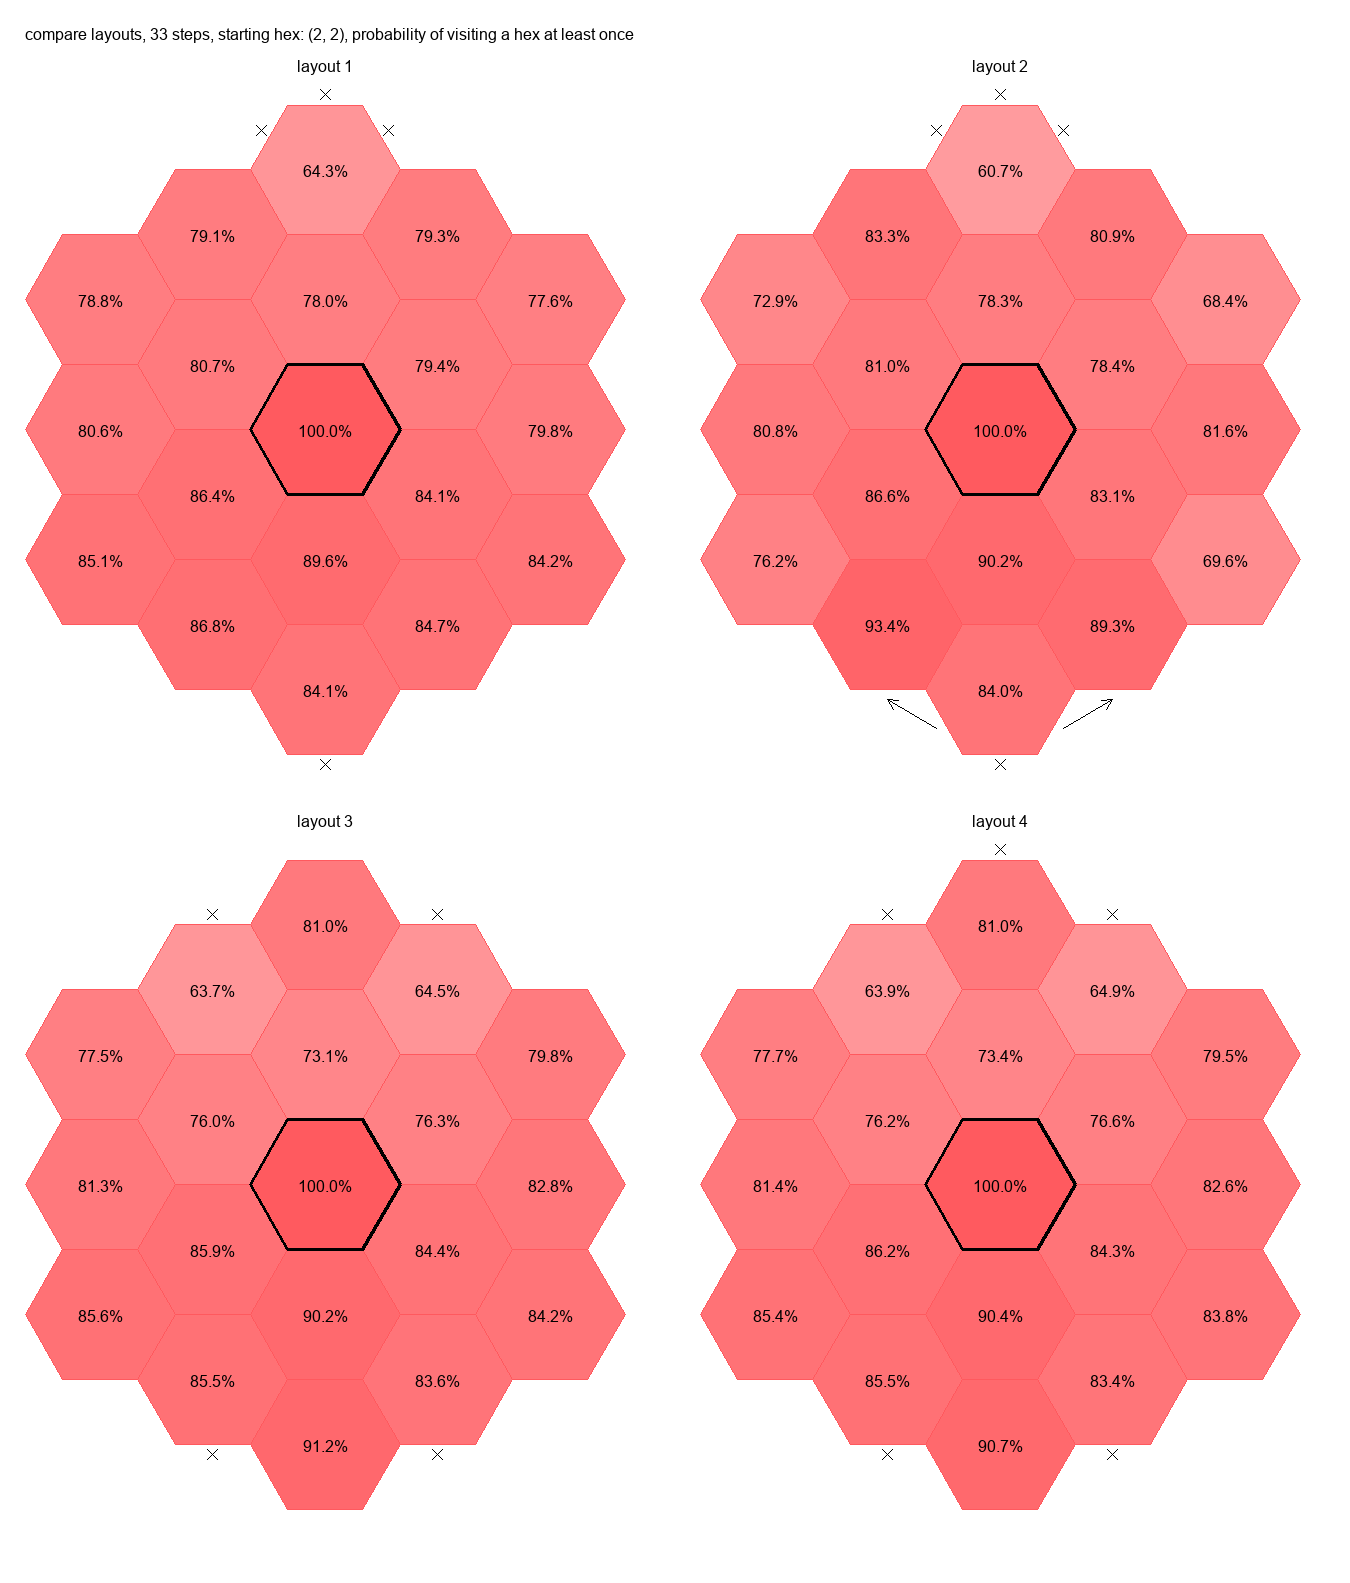 compare layouts, 33 steps, starting hex: (2, 2), probability of visiting a hex at least once
layout 1 layout 2
64.3% 60.7%
79.1% 79.3% 83.3% 80.9%
78.8% 78.0% 77.6% 72.9% 78.3% 68.4%
80.7% 79.4% 81.0% 78.4%
80.6% 100.0% 79.8% 80.8% 100.0% 81.6%
86.4% 84.1% 86.6% 83.1%
85.1% 89.6% 84.2% 76.2% 90.2% 69.6%
86.8% 84.7% 93.4% 89.3%
84.1% 84.0%
layout 3 layout 4
81.0% 81.0%
63.7% 64.5% 63.9% 64.9%
77.5% 73.1% 79.8% 77.7% 73.4% 79.5%
76.0% 76.3% 76.2% 76.6%
81.3% 100.0% 82.8% 81.4% 100.0% 82.6%
85.9% 84.4% 86.2% 84.3%
85.6% 90.2% 84.2% 85.4% 90.4% 83.8%
85.5% 83.6% 85.5% 83.4%
91.2% 90.7%